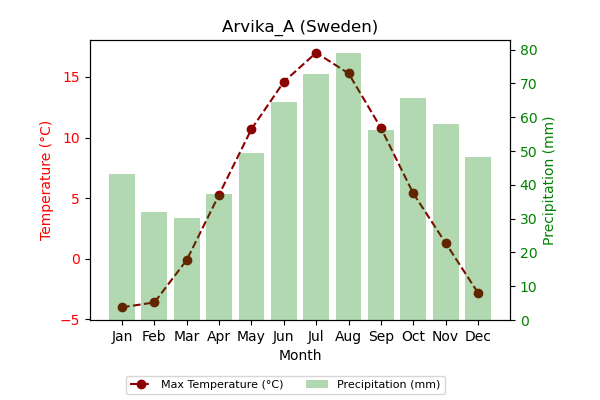 Arvika_A (Sweden)
Temperature (°C)
15
10
5
0
−5
80
70
60
50
40
30
20
10
0
Precipitation (mm)
Jan Feb Mar Apr May Jun Jul Aug Sep Oct Nov Dec
Month
Max Temperature (°C) Precipitation (mm)